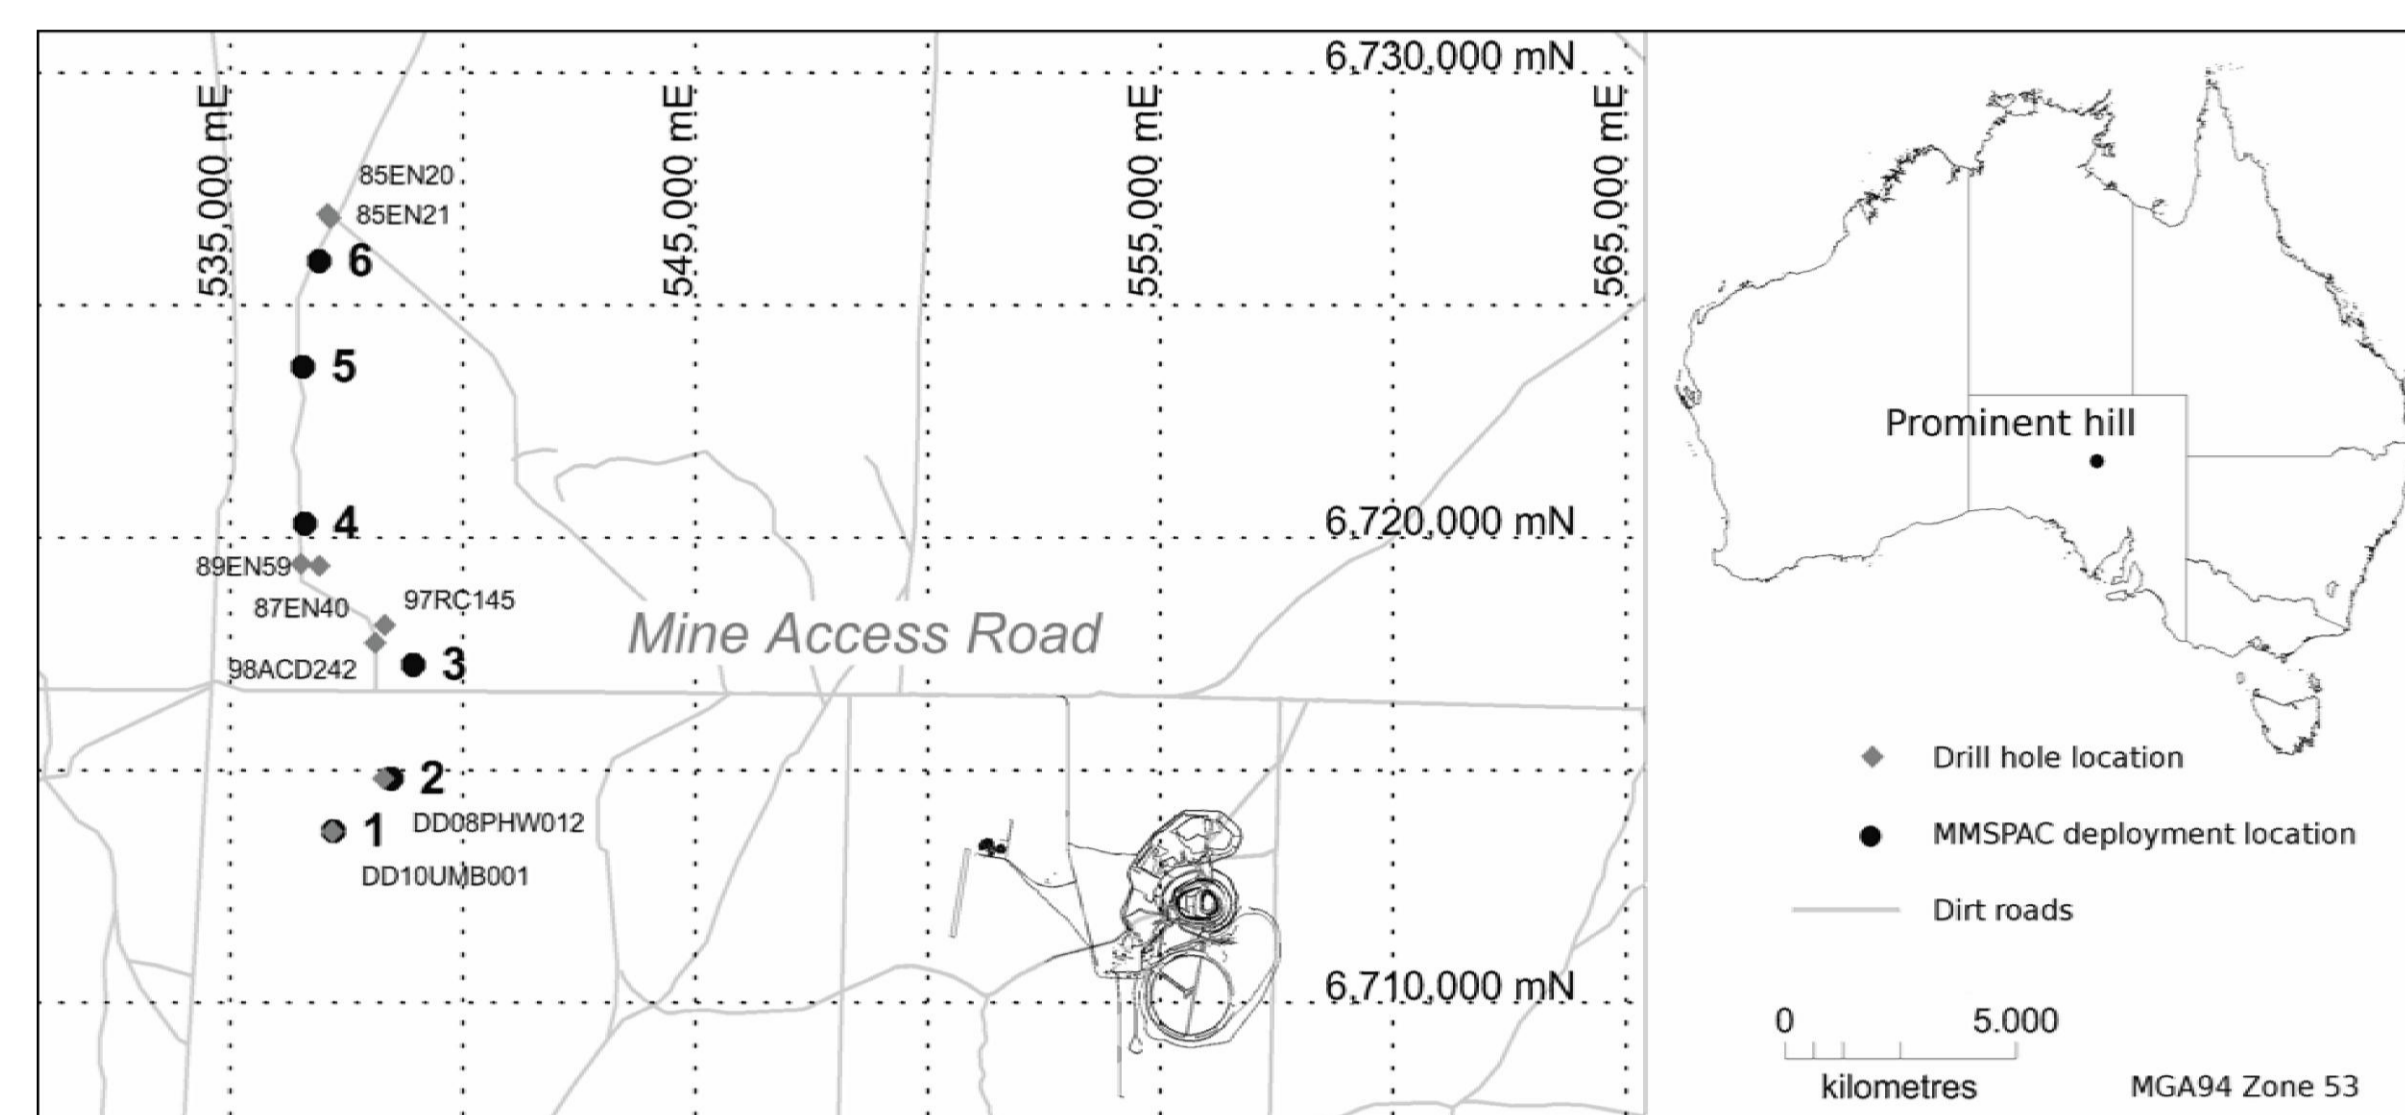 6,730,000 mN
535,000 mE
545,000 mE
555,000 mE
565,000 mE
85EN20
85EN21
6
5
Prominent hill
4
6,720,000 mN
89EN59
87EN40
97RC145
Mine Access Road
3
98ACD242
2
1
DD08PHW012
DD10UMB001
Drill hole location
MMSPAC deployment location
Dirt roads
6,710,000 mN
0 5.000
kilometres
MGA94 Zone 53